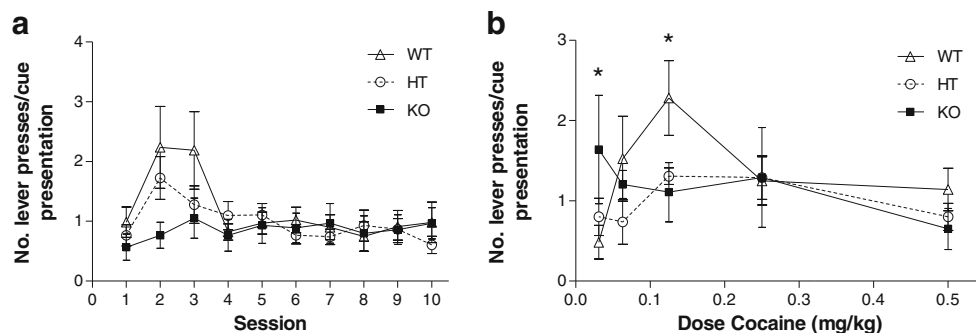 a
No. lever presses/cue
presentation
4
3
2
1
0
0 1 2 3 4 5 6 7 8 9 10
Session
WT
HT
KO
b
No. lever presses/cue
presentation
3
2
1
0
0.0 0.1 0.2 0.3 0.4 0.5
Dose Cocaine (mg/kg)
* *
WT
HT
KO